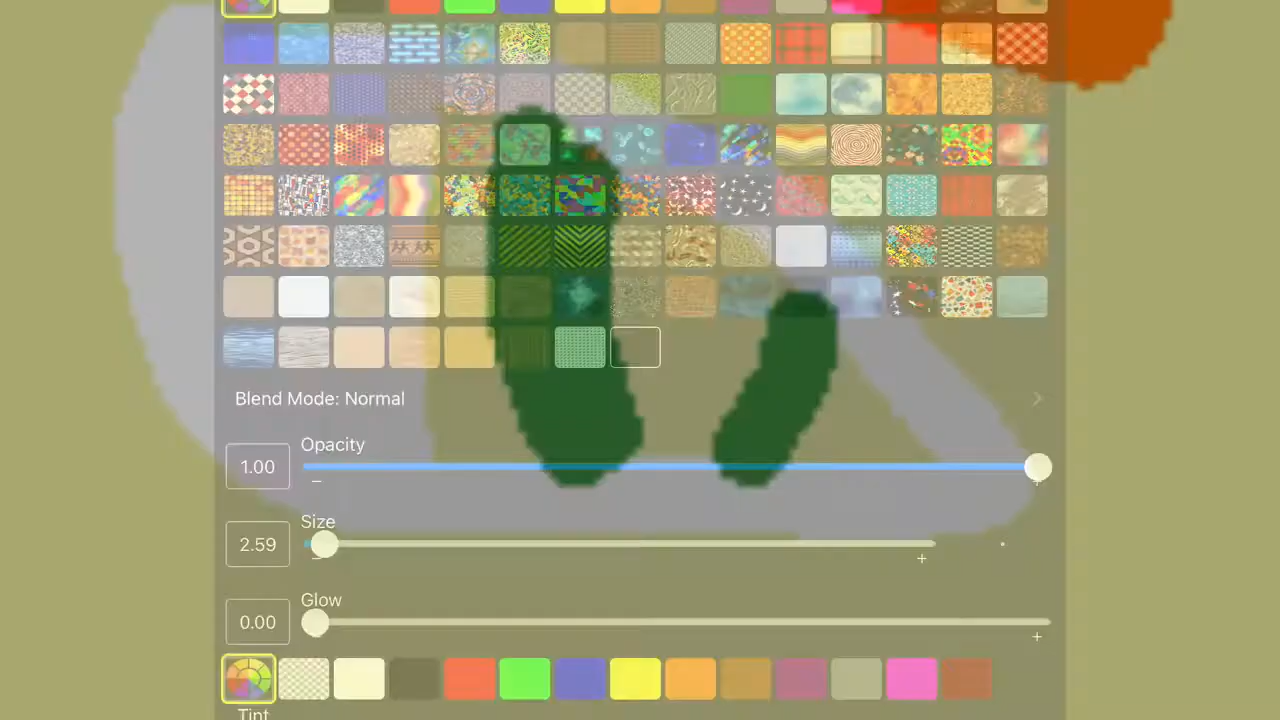 Blend Mode: Normal
Opacity
1.00
Size
2.59
Glow
0.00
Tint